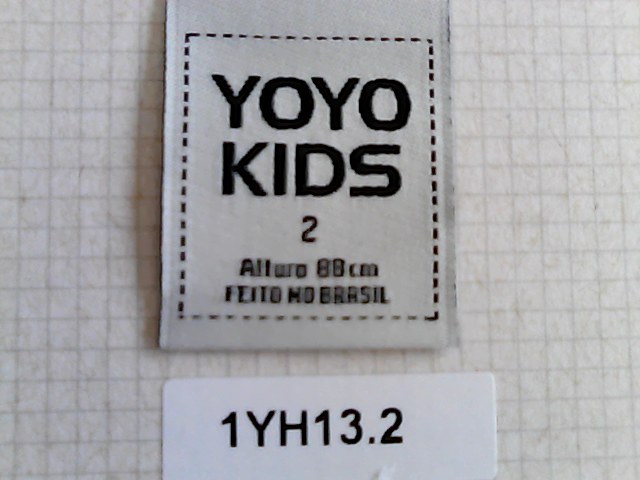 YOYO
KIDS
2
Altura 88cm
FEITO NO BRASIL
1YH13.2